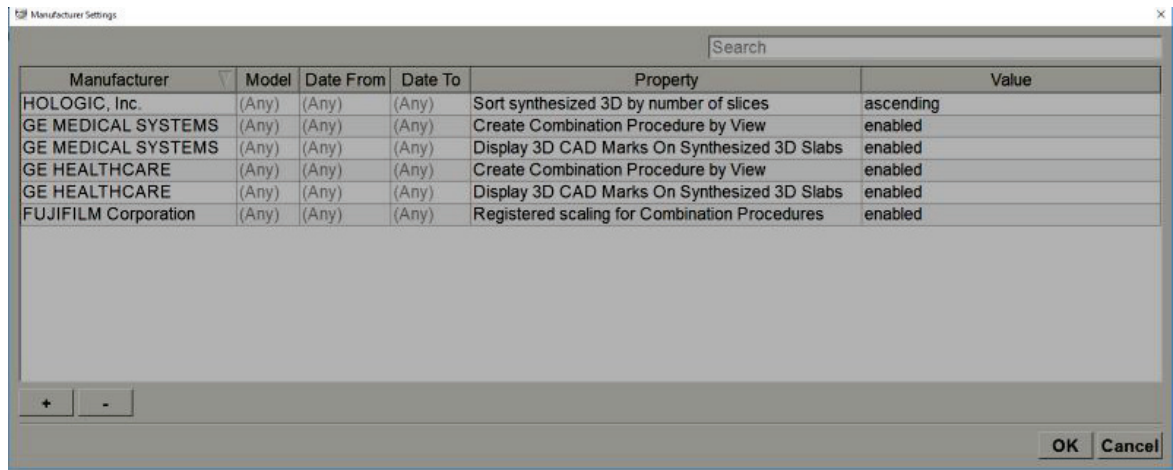 Manufacturer Settings
Search
Manufacturer Model Date From Date To Property Value
HOLOGIC, Inc. (Any) (Any) (Any) Sort synthesized 3D by number of slices ascending
GE MEDICAL SYSTEMS (Any) (Any) (Any) Create Combination Procedure by View enabled
GE MEDICAL SYSTEMS (Any) (Any) (Any) Display 3D CAD Marks On Synthesized 3D Slabs enabled
GE HEALTHCARE (Any) (Any) (Any) Create Combination Procedure by View enabled
GE HEALTHCARE (Any) (Any) (Any) Display 3D CAD Marks On Synthesized 3D Slabs enabled
FUJIFILM Corporation (Any) (Any) (Any) Registered scaling for Combination Procedures enabled
+ -
OK Cancel